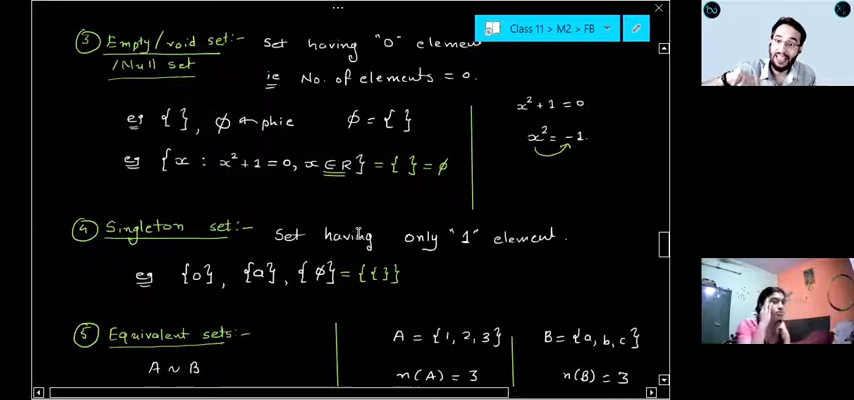 Class 11 > M2 > FB
③ Empty/void set:- Set having "0" element
/Null set ie No. of elements = 0.
eg { }, ϕ ← phie ϕ = { }
eg {x : x²+1=0, x ∈ R} = { } = ϕ
x²+1 = 0
x² = -1.
④ Singleton set:- Set having only "1" element.
eg {0}, {a}, {ϕ} = {{ }}
⑤ Equivalent sets:-
A ~ B
A = {1, 2, 3}
n(A) = 3
B = {a, b, c}
n(B) = 3